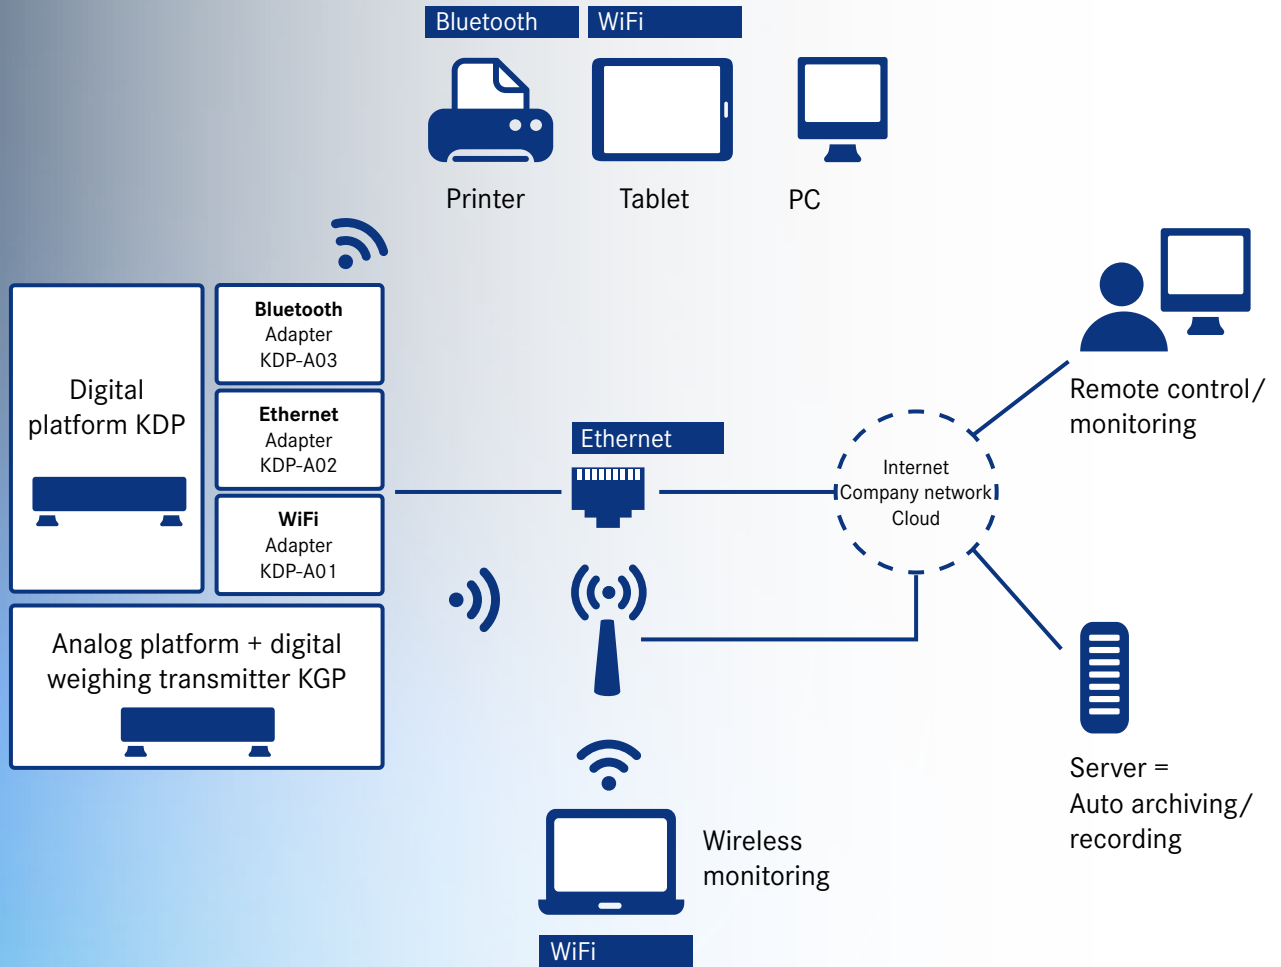 Bluetooth
WiFi
Printer
Tablet
PC
Bluetooth
Adapter
KDP-A03
Digital
platform KDP
Ethernet
Adapter
KDP-A02
WiFi
Adapter
KDP-A01
Analog platform + digital
weighing transmitter KGP
Ethernet
Internet
Company network
Cloud
Remote control/
monitoring
Server =
Auto archiving/
recording
Wireless
monitoring
WiFi